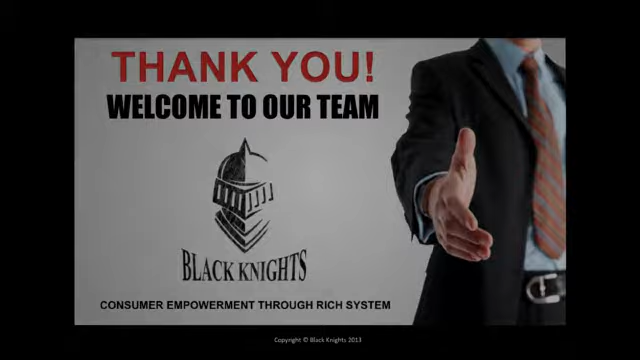 THANK YOU!
WELCOME TO OUR TEAM
BLACK KNIGHTS
CONSUMER EMPOWERMENT THROUGH RICH SYSTEM
Copyright © Black Knights 2013